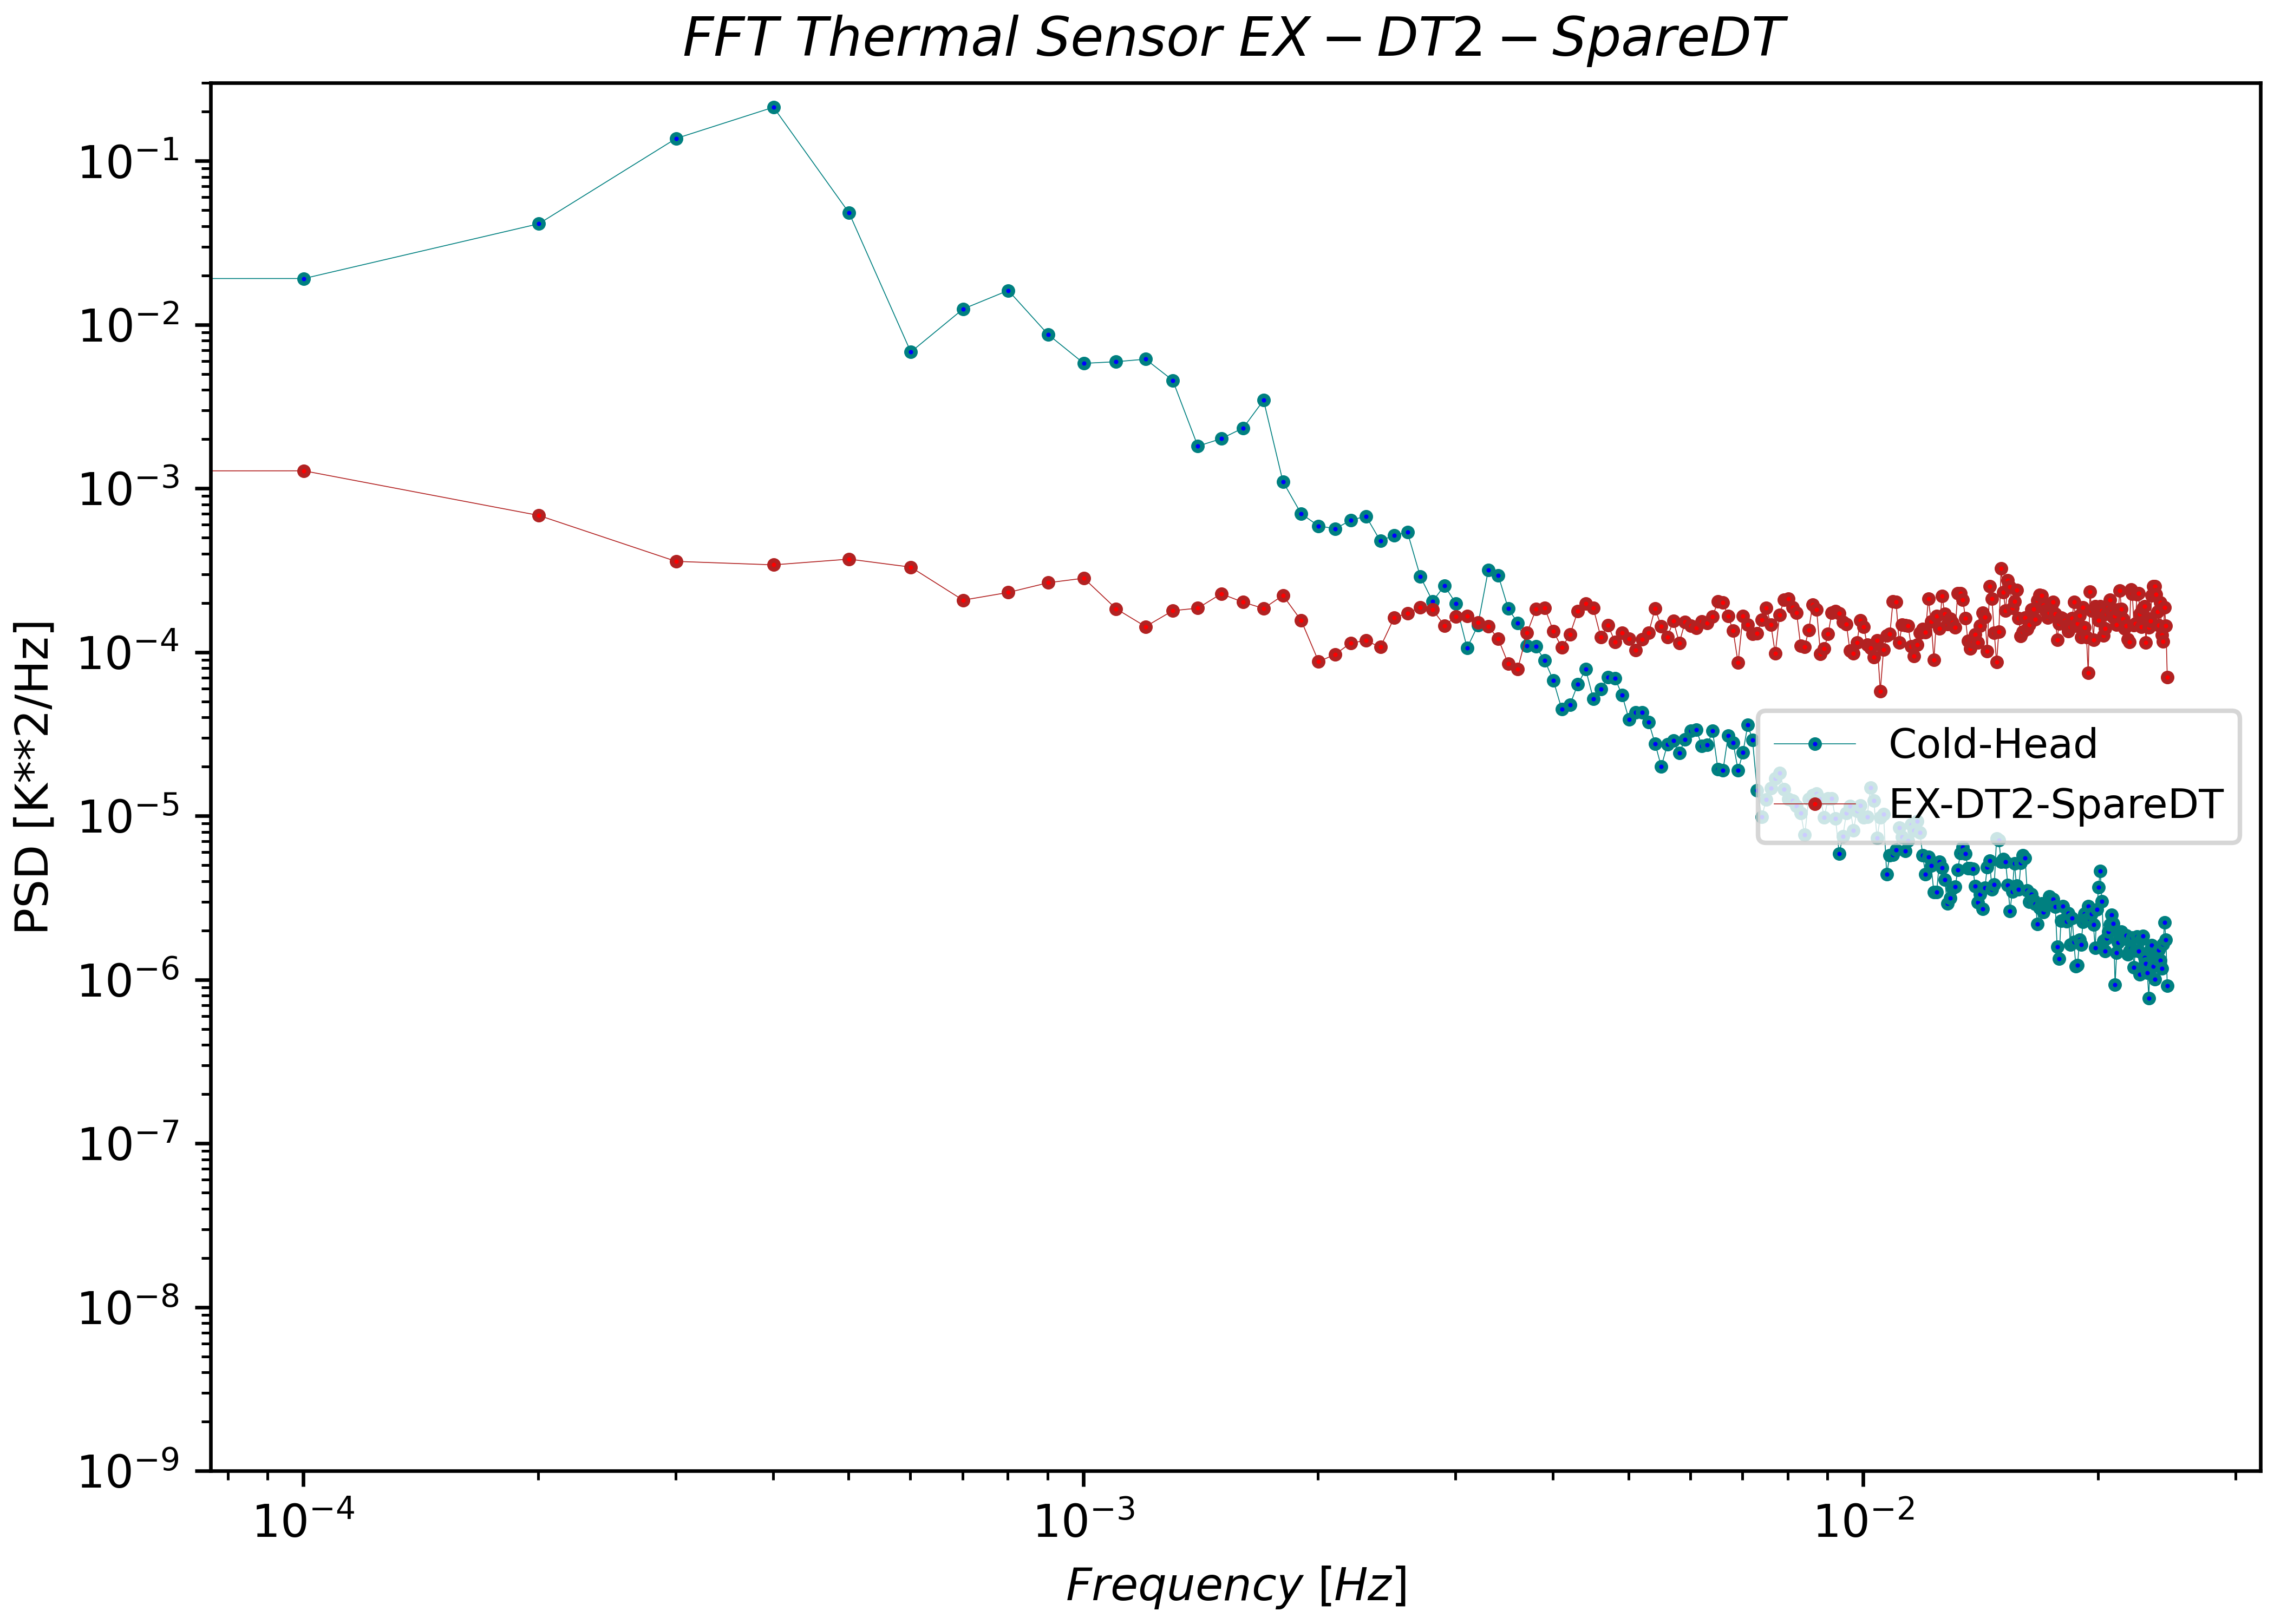 FFT Thermal Sensor EX − DT2 − SpareDT
PSD [K**2/Hz]
10⁻¹
10⁻²
10⁻³
10⁻⁴
10⁻⁵
10⁻⁶
10⁻⁷
10⁻⁸
10⁻⁹
Cold-Head
EX-DT2-SpareDT
10⁻⁴ 10⁻³ 10⁻²
Frequency [Hz]